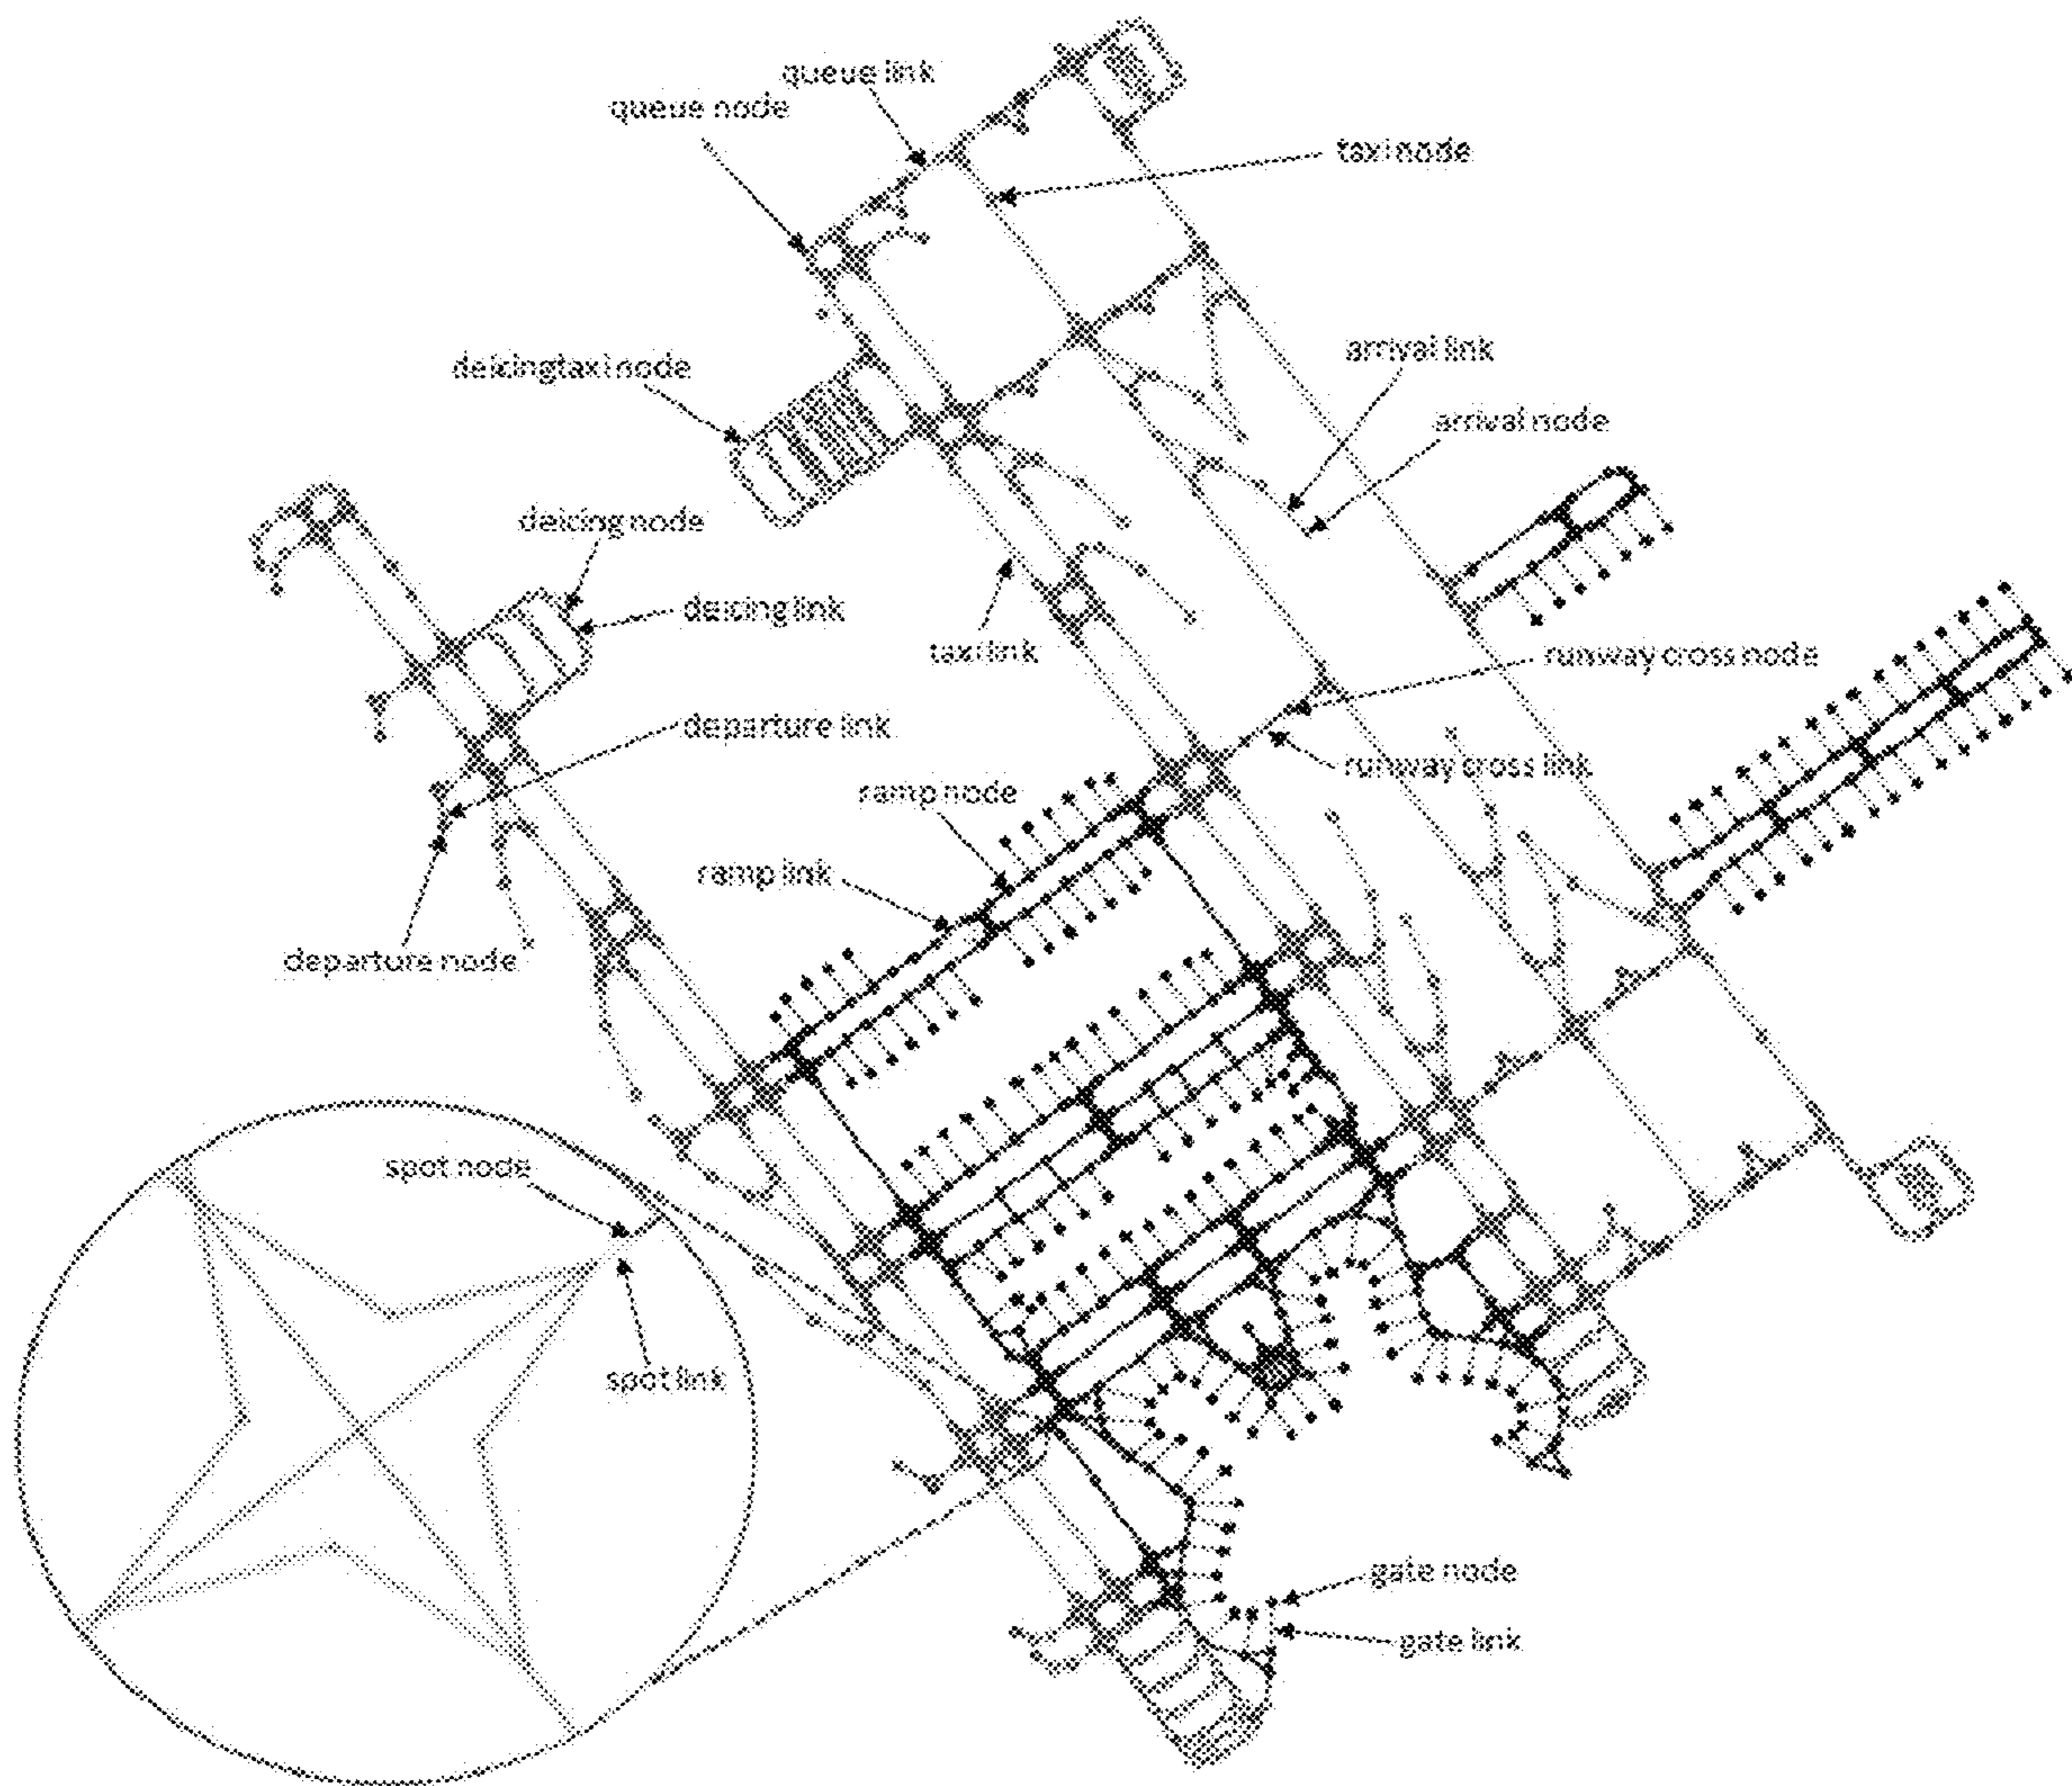 queue link
queue node
taxi node
arrival link
deicing taxi node
arrival node
deicing node
deicing link
taxi link
runway cross node
departure link
runway cross link
ramp node
ramp link
departure node
spot node
spot link
gate node
gate link